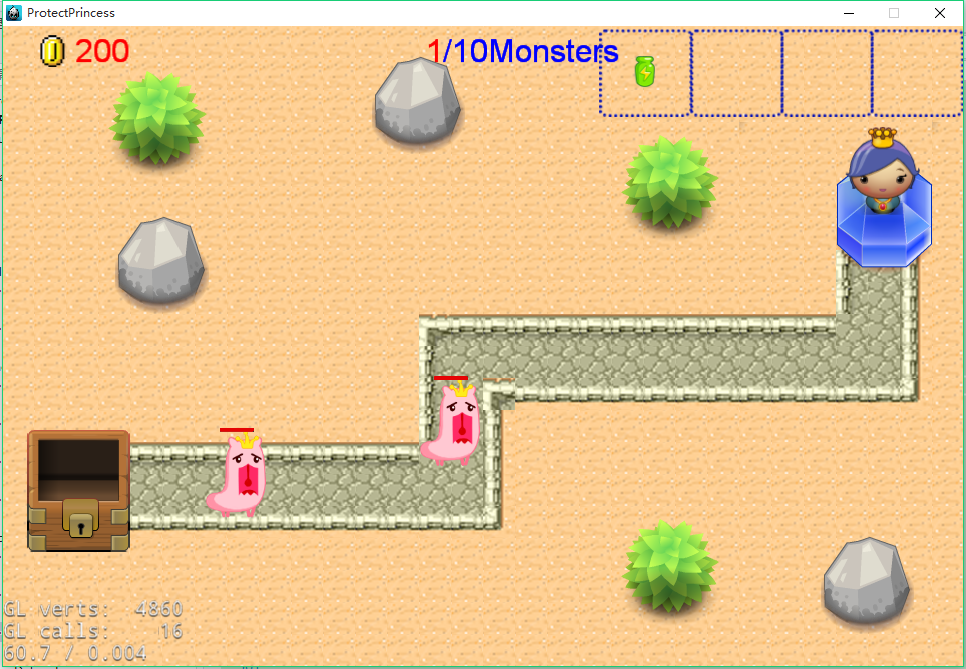 ProtectPrincess
200
1/10Monsters
GL verts: 4860
GL calls: 16
60.7 / 0.004